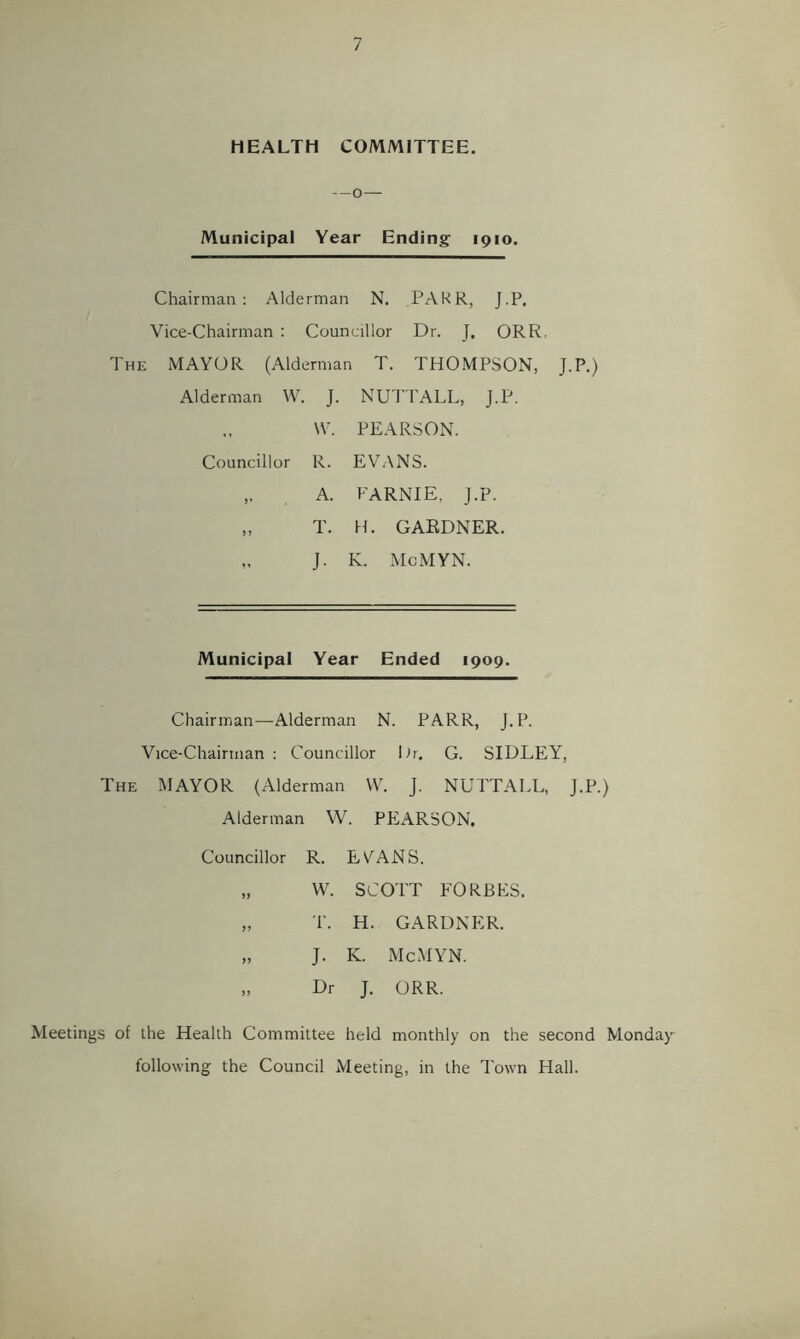 7
HEALTH COMMITTEE.
—o—
Municipal Year Ending 1910.
Chairman : Alderman N. PARR, J.P.
Vice-Chairman : Councillor Dr. J. ORR,
THE MAYOR (Alderman T. THOMPSON, J.P.)
Alderman W. J. NUTTALL, J.P.
„ W. PEARSON.
Councillor R. EVANS.
„ A. FARNIE, J.P.
„ T. H. GARDNER.
„ J. K. McMYN.
Municipal Year Ended 1909.
Chairman—Alderman N. PARR, J.P.
Vice-Chairman : Councillor Dr. G. SIDLEY,
THE MAYOR (Alderman W. J. NUTTALL, J.P.)
Alderman W. PEARSON.
Councillor R. EVANS.
„ W. SCOTT FORBES.
„ T. H. GARDNER.
„ J. K. McMYN.
„ Dr J. ORR.
Meetings of the Health Committee held monthly on the second Monday
following the Council Meeting, in the Town Hall.